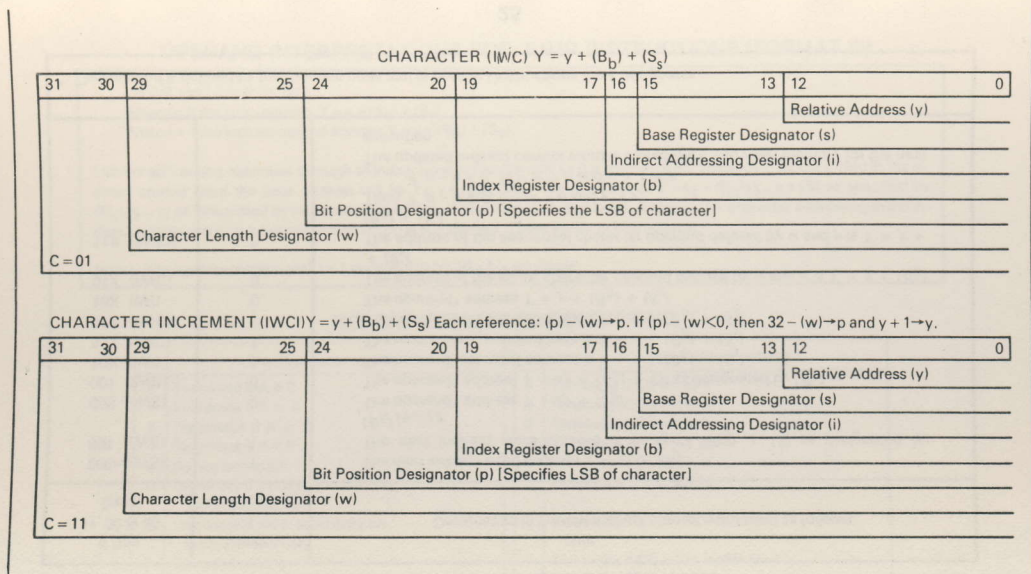 CHARACTER (IWC) Y = y + (Bb) + (Ss)
31 30 29 25 24 20 19 17 16 15 13 12 0
Relative Address (y)
Base Register Designator (s)
Indirect Addressing Designator (i)
Index Register Designator (b)
Bit Position Designator (p) [Specifies the LSB of character]
Character Length Designator (w)
C = 01
CHARACTER INCREMENT (IWCI) Y = y + (Bb) + (Ss) Each reference: (p) – (w)→p. If (p) – (w)<0, then 32 – (w)→p and y + 1→y.
31 30 29 25 24 20 19 17 16 15 13 12 0
Relative Address (y)
Base Register Designator (s)
Indirect Addressing Designator (i)
Index Register Designator (b)
Bit Position Designator (p) [Specifies LSB of character]
Character Length Designator (w)
C = 11